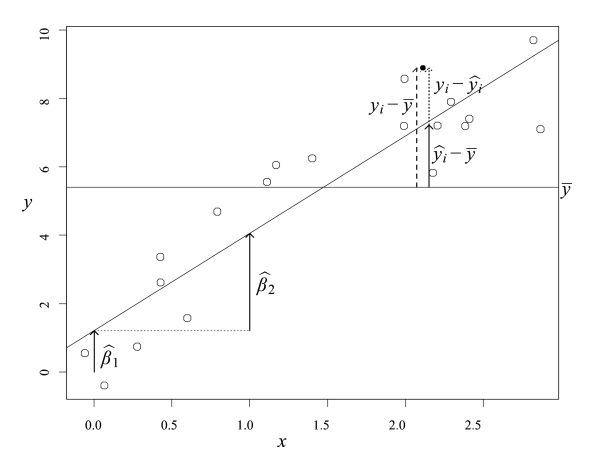 10
8
6
4
2
0
y
y_i − ȳ
y_i − ŷ_i
ŷ_i − ȳ
ȳ
β̂_2
β̂_1
0.0 0.5 1.0 1.5 2.0 2.5
x